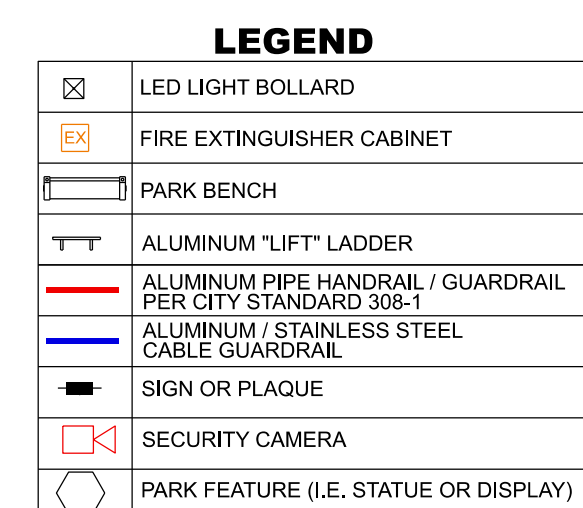 LEGEND
LED LIGHT BOLLARD
EX
FIRE EXTINGUISHER CABINET
PARK BENCH
ALUMINUM "LIFT" LADDER
ALUMINUM PIPE HANDRAIL / GUARDRAIL
PER CITY STANDARD 308-1
ALUMINUM / STAINLESS STEEL
CABLE GUARDRAIL
SIGN OR PLAQUE
SECURITY CAMERA
PARK FEATURE (I.E. STATUE OR DISPLAY)